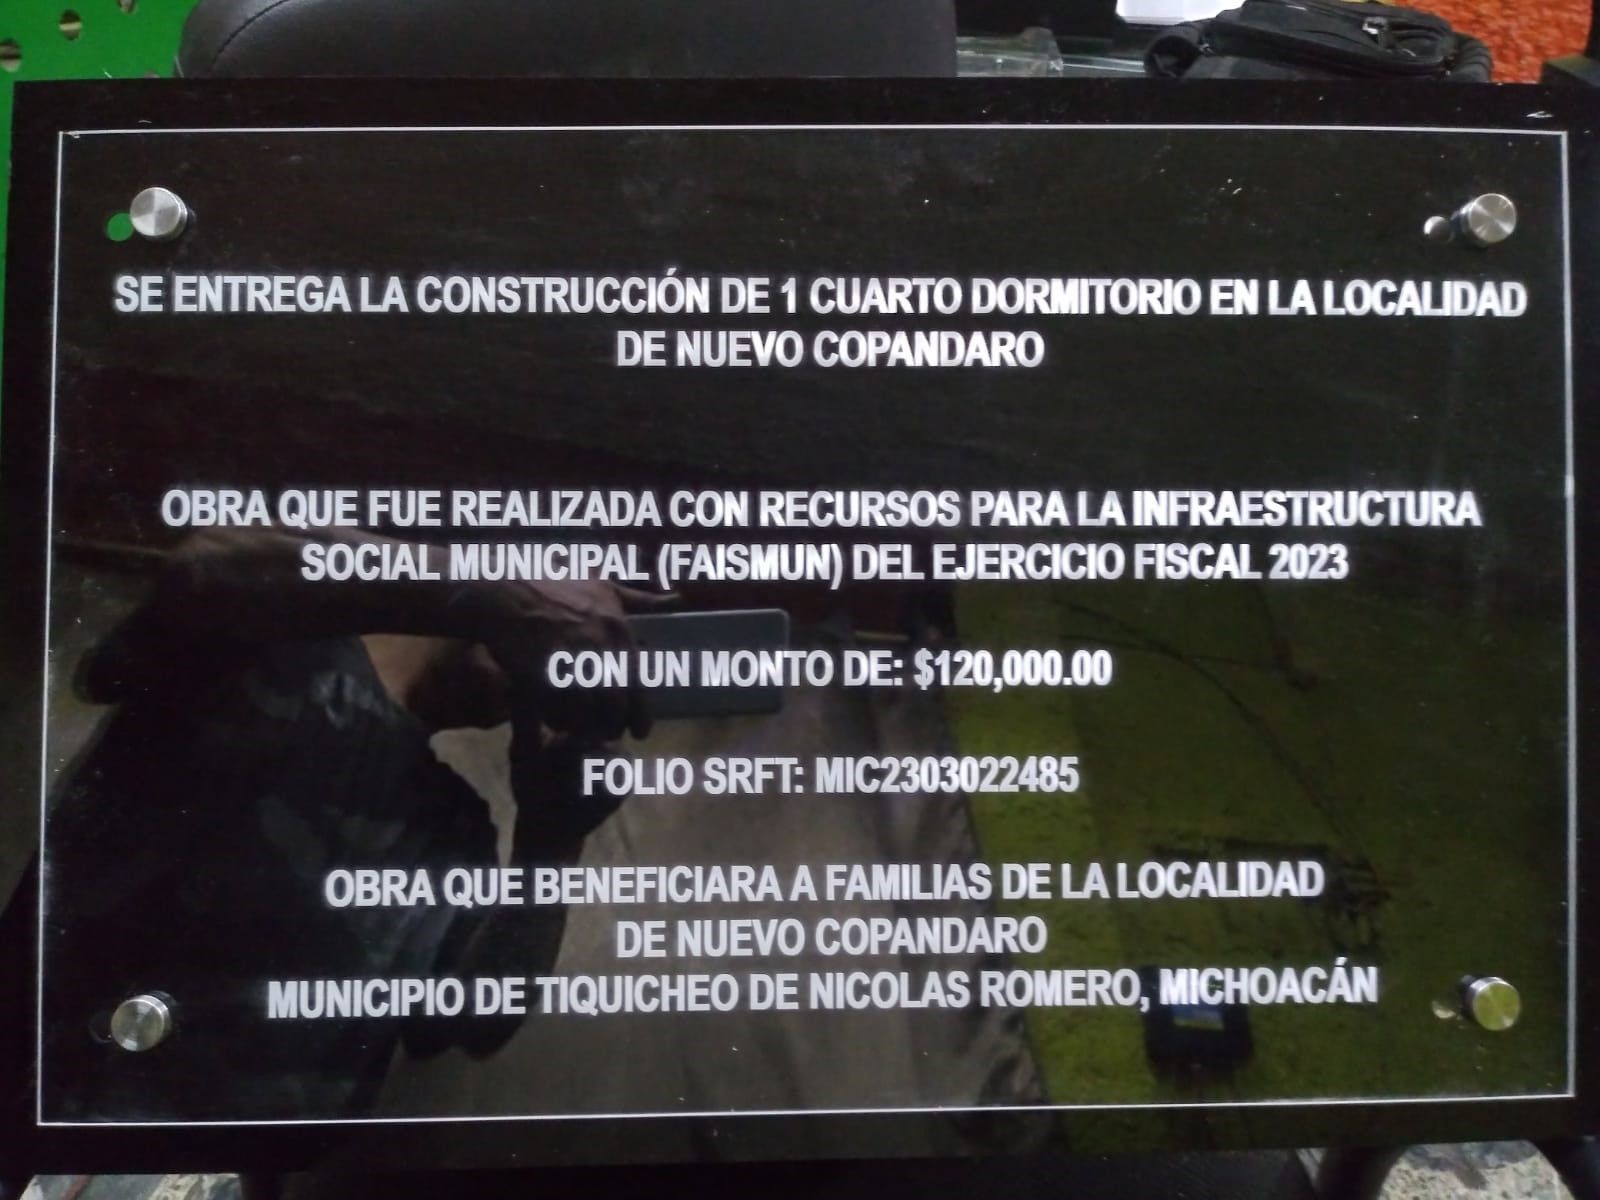 SE ENTREGA LA CONSTRUCCIÓN DE 1 CUARTO DORMITORIO EN LA LOCALIDAD
DE NUEVO COPANDARO
OBRA QUE FUE REALIZADA CON RECURSOS PARA LA INFRAESTRUCTURA
SOCIAL MUNICIPAL (FAISMUN) DEL EJERCICIO FISCAL 2023
CON UN MONTO DE: $120,000.00
FOLIO SRFT: MIC2303022485
OBRA QUE BENEFICIARA A FAMILIAS DE LA LOCALIDAD
DE NUEVO COPANDARO
MUNICIPIO DE TIQUICHEO DE NICOLAS ROMERO, MICHOACÁN